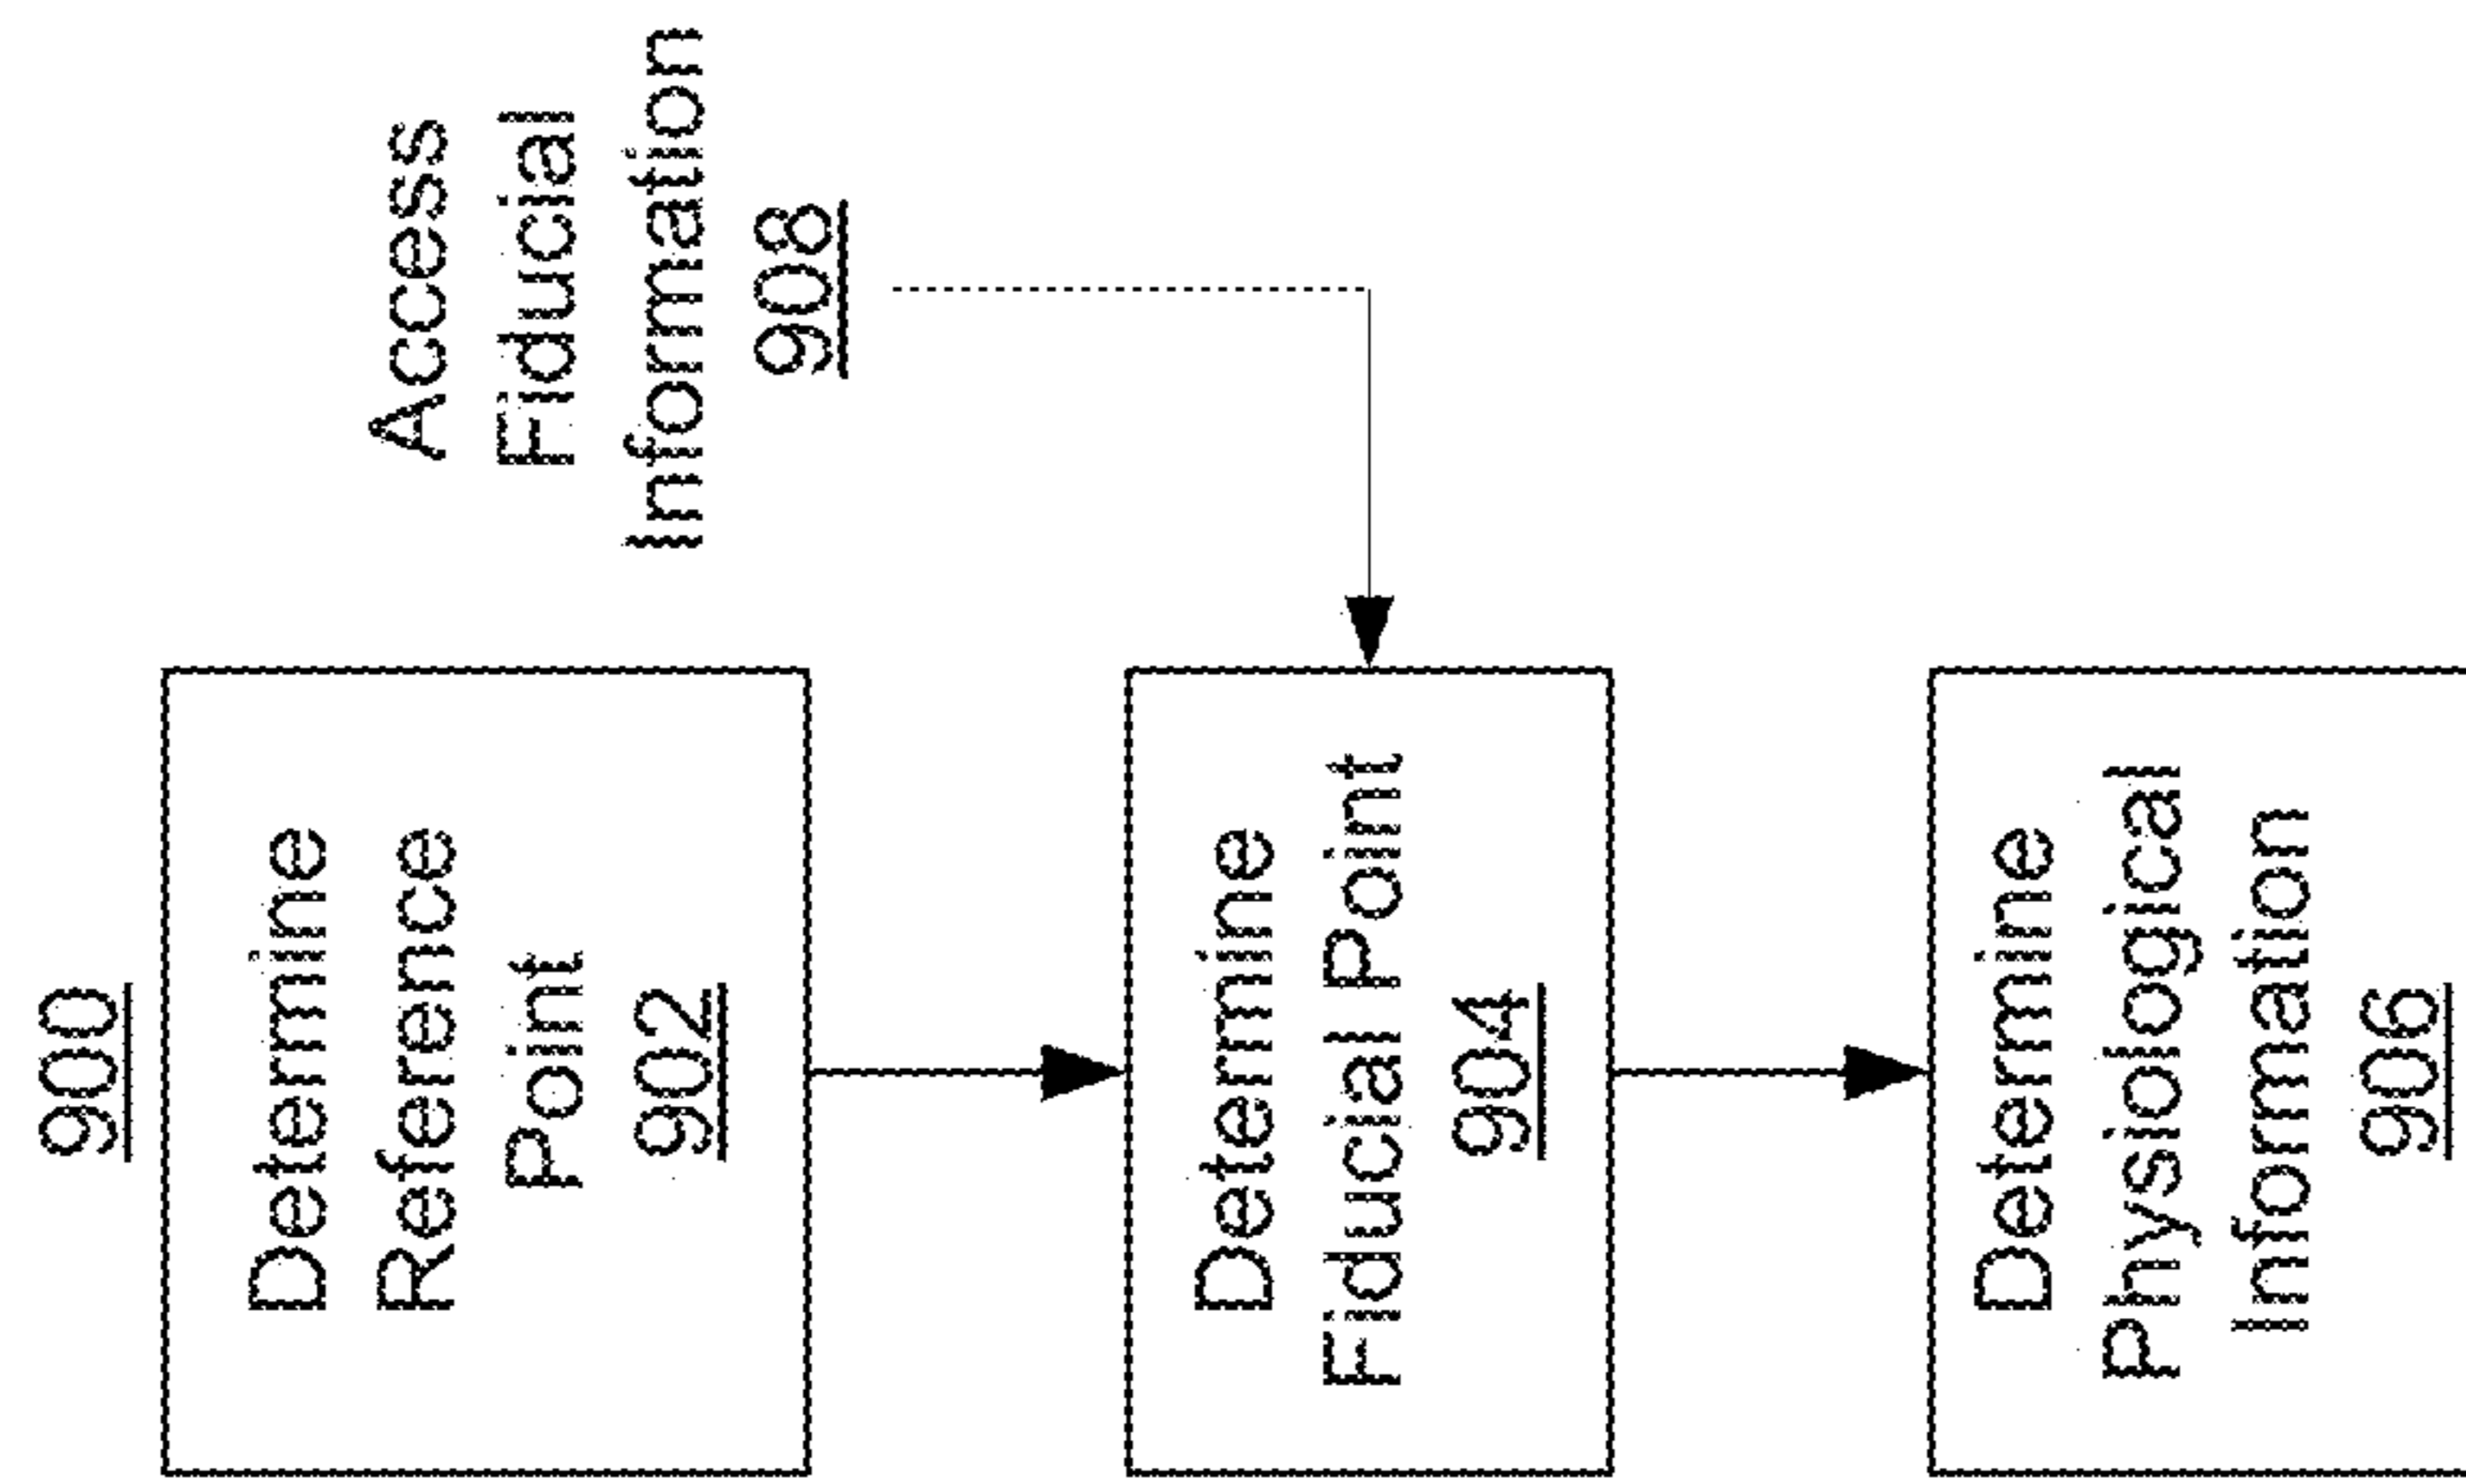 900
Determine
Reference
Point
902
Determine
Fiducial Point
904
Determine
Physiological
Information
906
Access
Fiducial
Information
908